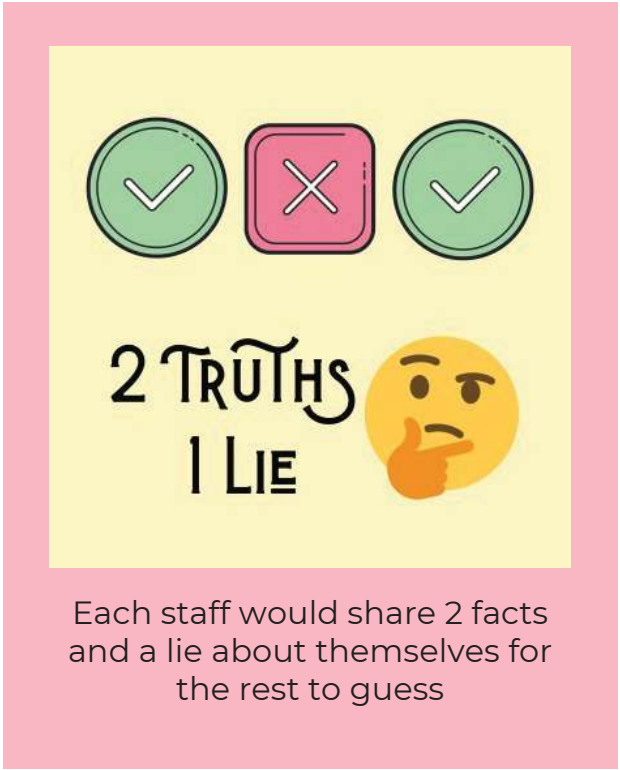 2 TRUTHS
1 LIE
Each staff would share 2 facts
and a lie about themselves for
the rest to guess